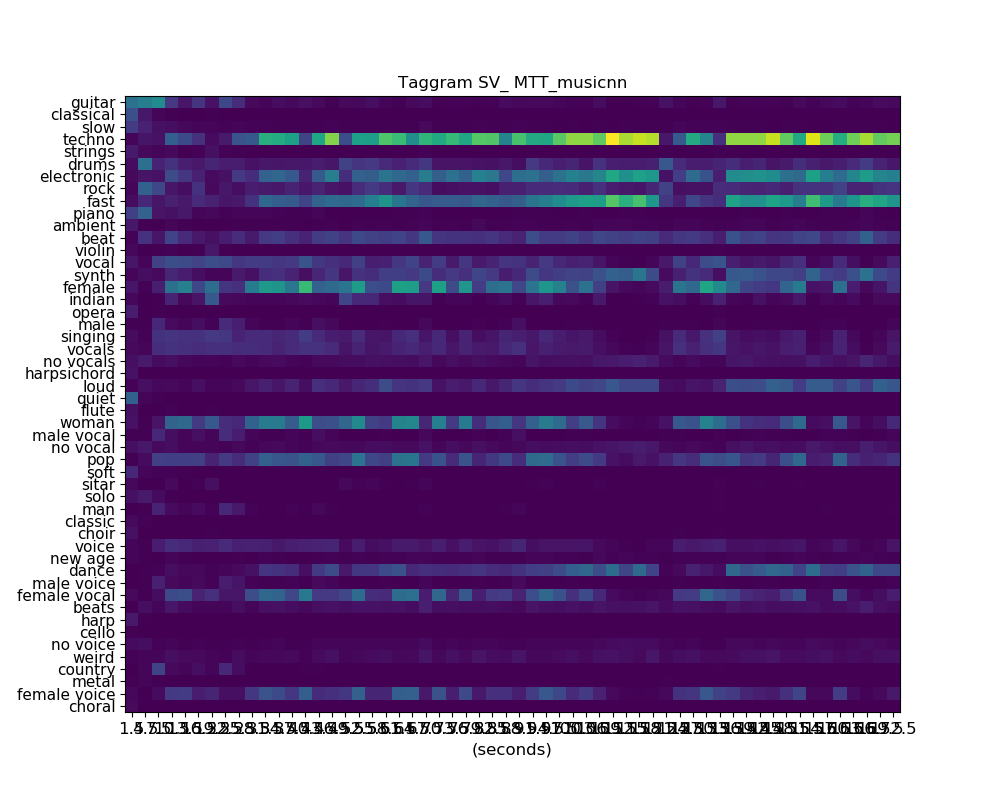 Taggram SV_ MTT_musicnn
guitar
classical
slow
techno
strings
drums
electronic
rock
fast
piano
ambient
beat
violin
vocal
synth
female
indian
opera
male
singing
vocals
no vocals
harpsichord
loud
quiet
flute
woman
male vocal
no vocal
pop
soft
sitar
solo
man
classic
choir
voice
new age
dance
male voice
female vocal
beats
harp
cello
no voice
weird
country
metal
female voice
choral
(seconds)